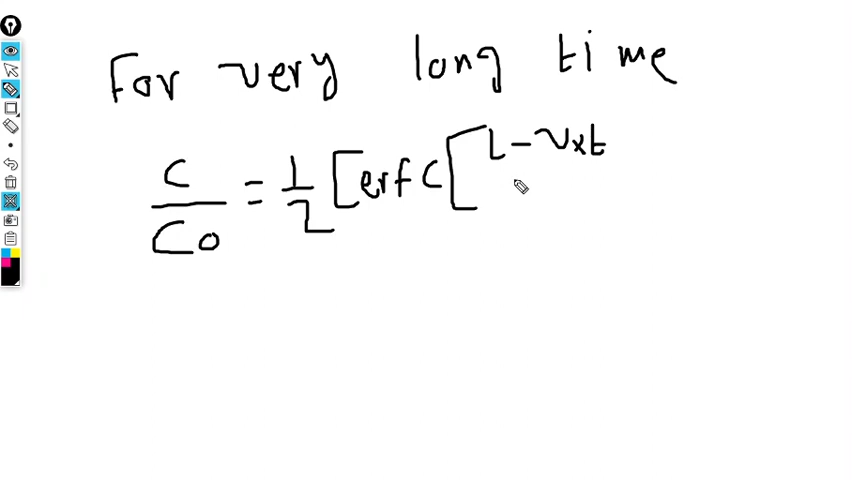 For very long time
C/Co = 1/2 [erfc[L-Vxt